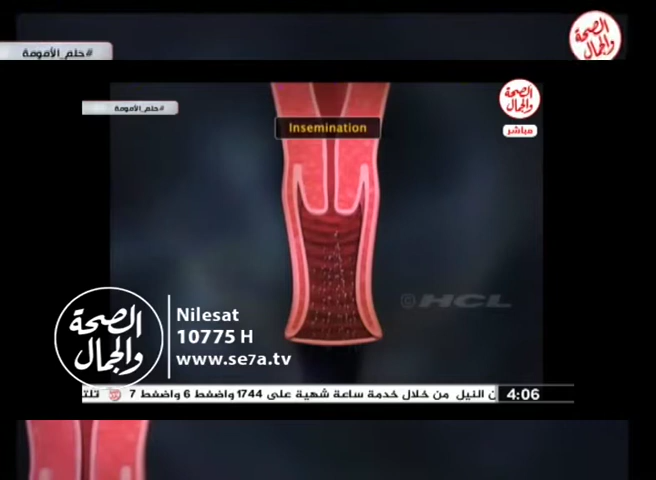 #حلم_الأمومة
الصحة
والجمال
#حلم_الأمومة
الصحة
والجمال
مباشر
Insemination
©HCL
الصحة
والجمال
Nilesat
10775 H
www.se7a.tv
ن النيل من خلال خدمة ساعة شهية على 1744 واضغط 6 واضغط 7
4:06